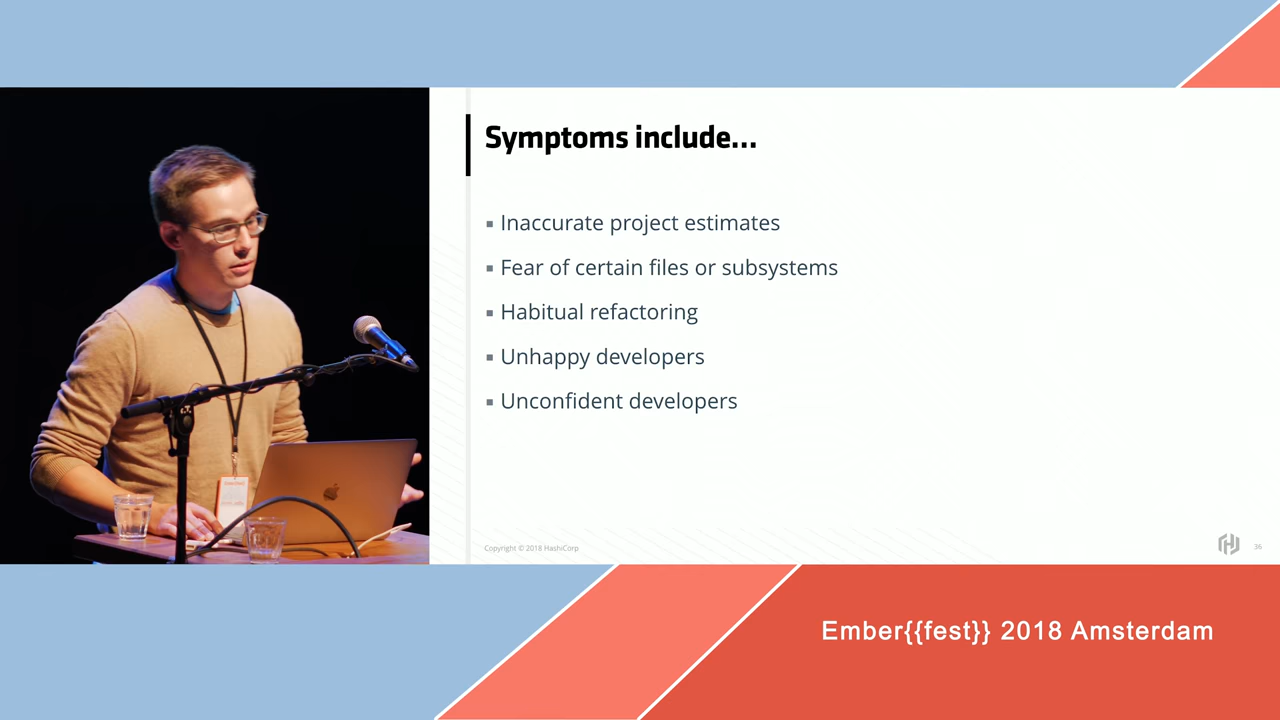 Symptoms include...
Inaccurate project estimates
Fear of certain files or subsystems
Habitual refactoring
Unhappy developers
Unconfident developers
Copyright © 2018 HashiCorp
36
Ember{{fest}} 2018 Amsterdam